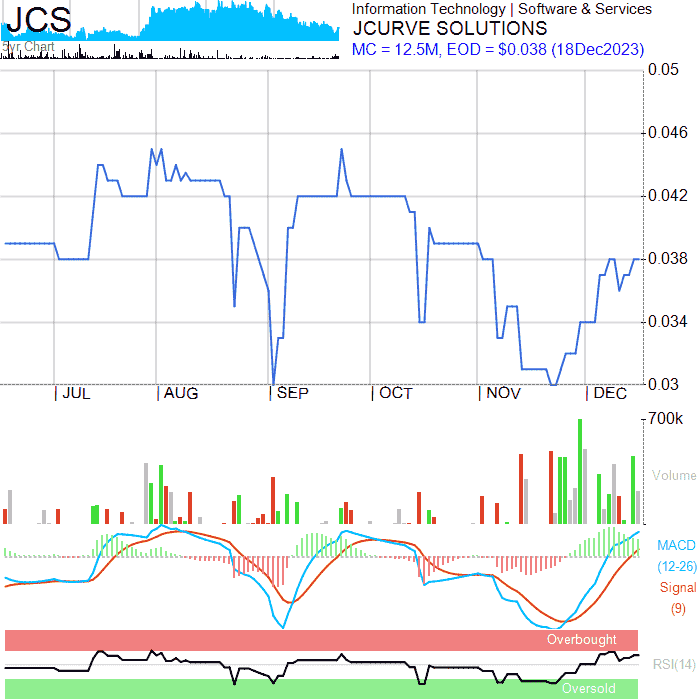 JCS
Information Technology | Software & Services
JCURVE SOLUTIONS
5yr. Chart
MC = 12.5M, EOD = $0.038 (18Dec2023)
0.05
0.046
0.042
0.038
0.034
0.03
| JUL | AUG | SEP | OCT | NOV | DEC
700k
Volume
MACD
(12-26)
Signal
(9)
Overbought
RSI(14)
Oversold